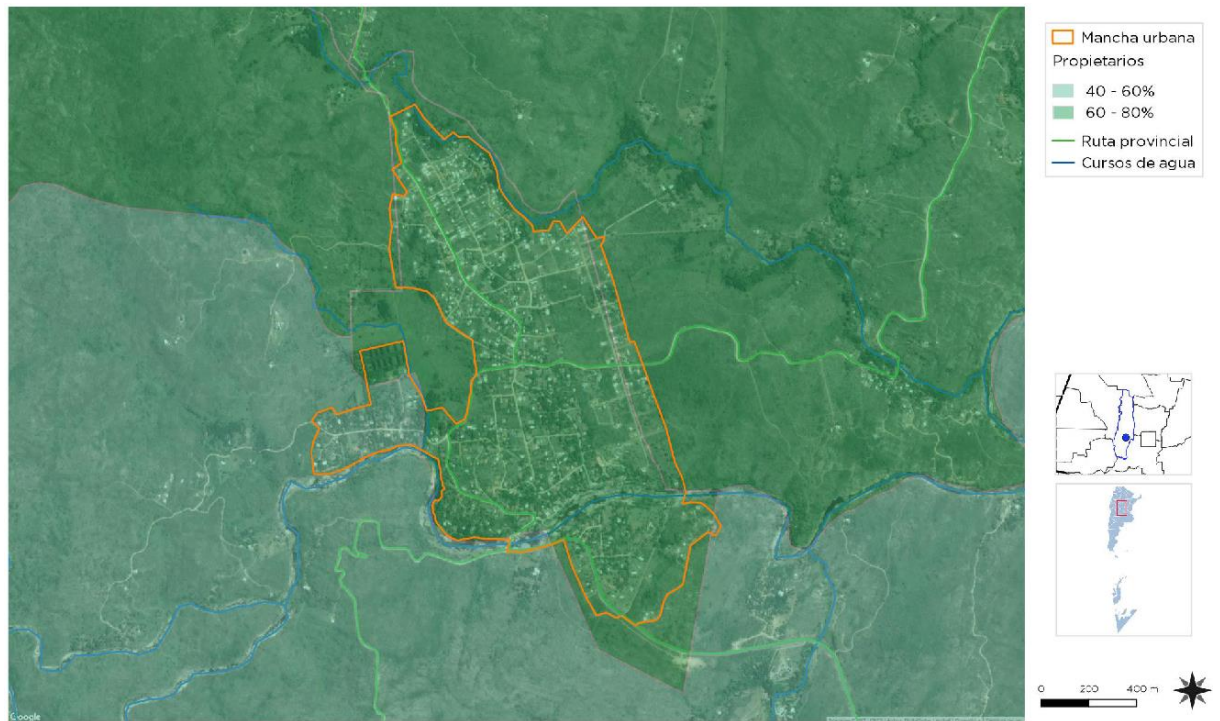 Mancha urbana
Propietarios
40 - 60%
60 - 80%
Ruta provincial
Cursos de agua
0 200 400 m
Google